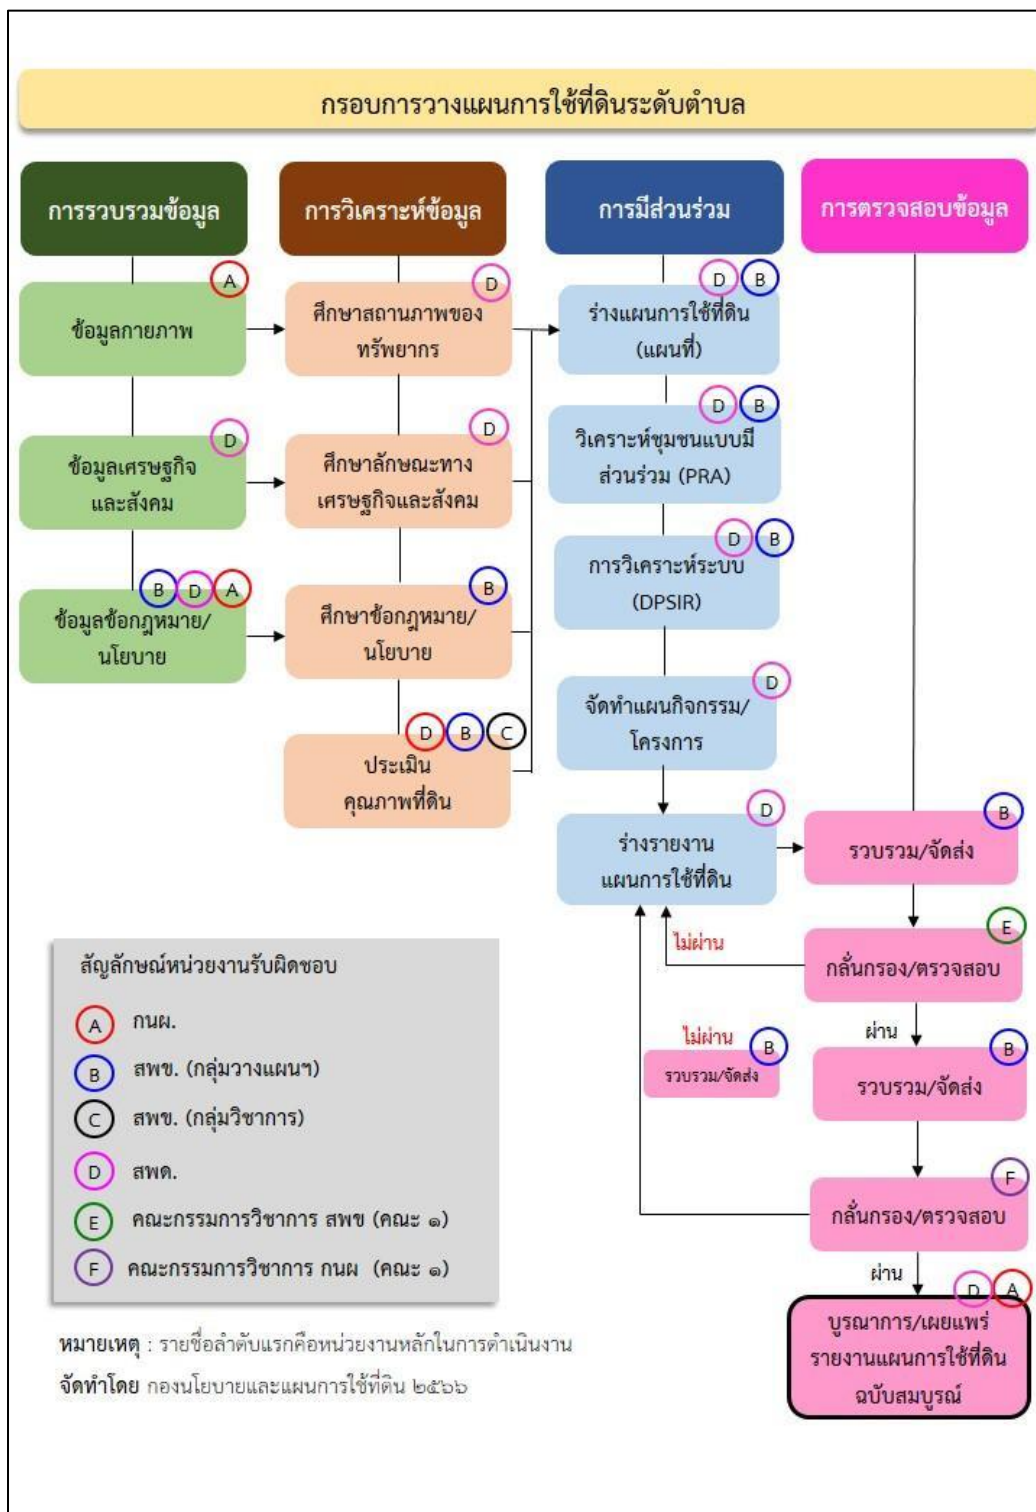 กรอบการวางแผนการใช้ที่ดินระดับตำบล
การรวบรวมข้อมูล
A
ข้อมูลกายภาพ
D
ข้อมูลเศรษฐกิจ
และสังคม
B D A
ข้อมูลข้อกฎหมาย/
นโยบาย
การวิเคราะห์ข้อมูล
D
ศึกษาสถานภาพของ
ทรัพยากร
D
ศึกษาลักษณะทาง
เศรษฐกิจและสังคม
B
ศึกษาข้อกฎหมาย/
นโยบาย
D B C
ประเมิน
คุณภาพที่ดิน
การมีส่วนร่วม
D B
ร่างแผนการใช้ที่ดิน
(แผนที่)
D B
วิเคราะห์ชุมชนแบบมี
ส่วนร่วม (PRA)
D B
การวิเคราะห์ระบบ
(DPSIR)
D
จัดทำแผนกิจกรรม/
โครงการ
D
ร่างรายงาน
แผนการใช้ที่ดิน
การตรวจสอบข้อมูล
B
รวบรวม/จัดส่ง
E
กลั่นกรอง/ตรวจสอบ
ไม่ผ่าน
ผ่าน
B
รวบรวม/จัดส่ง
ไม่ผ่าน
B
รวบรวม/จัดส่ง
F
กลั่นกรอง/ตรวจสอบ
ผ่าน
D A
บูรณาการ/เผยแพร่
รายงานแผนการใช้ที่ดิน
ฉบับสมบูรณ์
สัญลักษณ์หน่วยงานรับผิดชอบ
A กนผ.
B สพข. (กลุ่มวางแผนฯ)
C สพข. (กลุ่มวิชาการ)
D สพด.
E คณะกรรมการวิชาการ สพข (คณะ ๑)
F คณะกรรมการวิชาการ กนผ (คณะ ๑)
หมายเหตุ : รายชื่อลำดับแรกคือหน่วยงานหลักในการดำเนินงาน
จัดทำโดย กองนโยบายและแผนการใช้ที่ดิน ๒๕๖๖